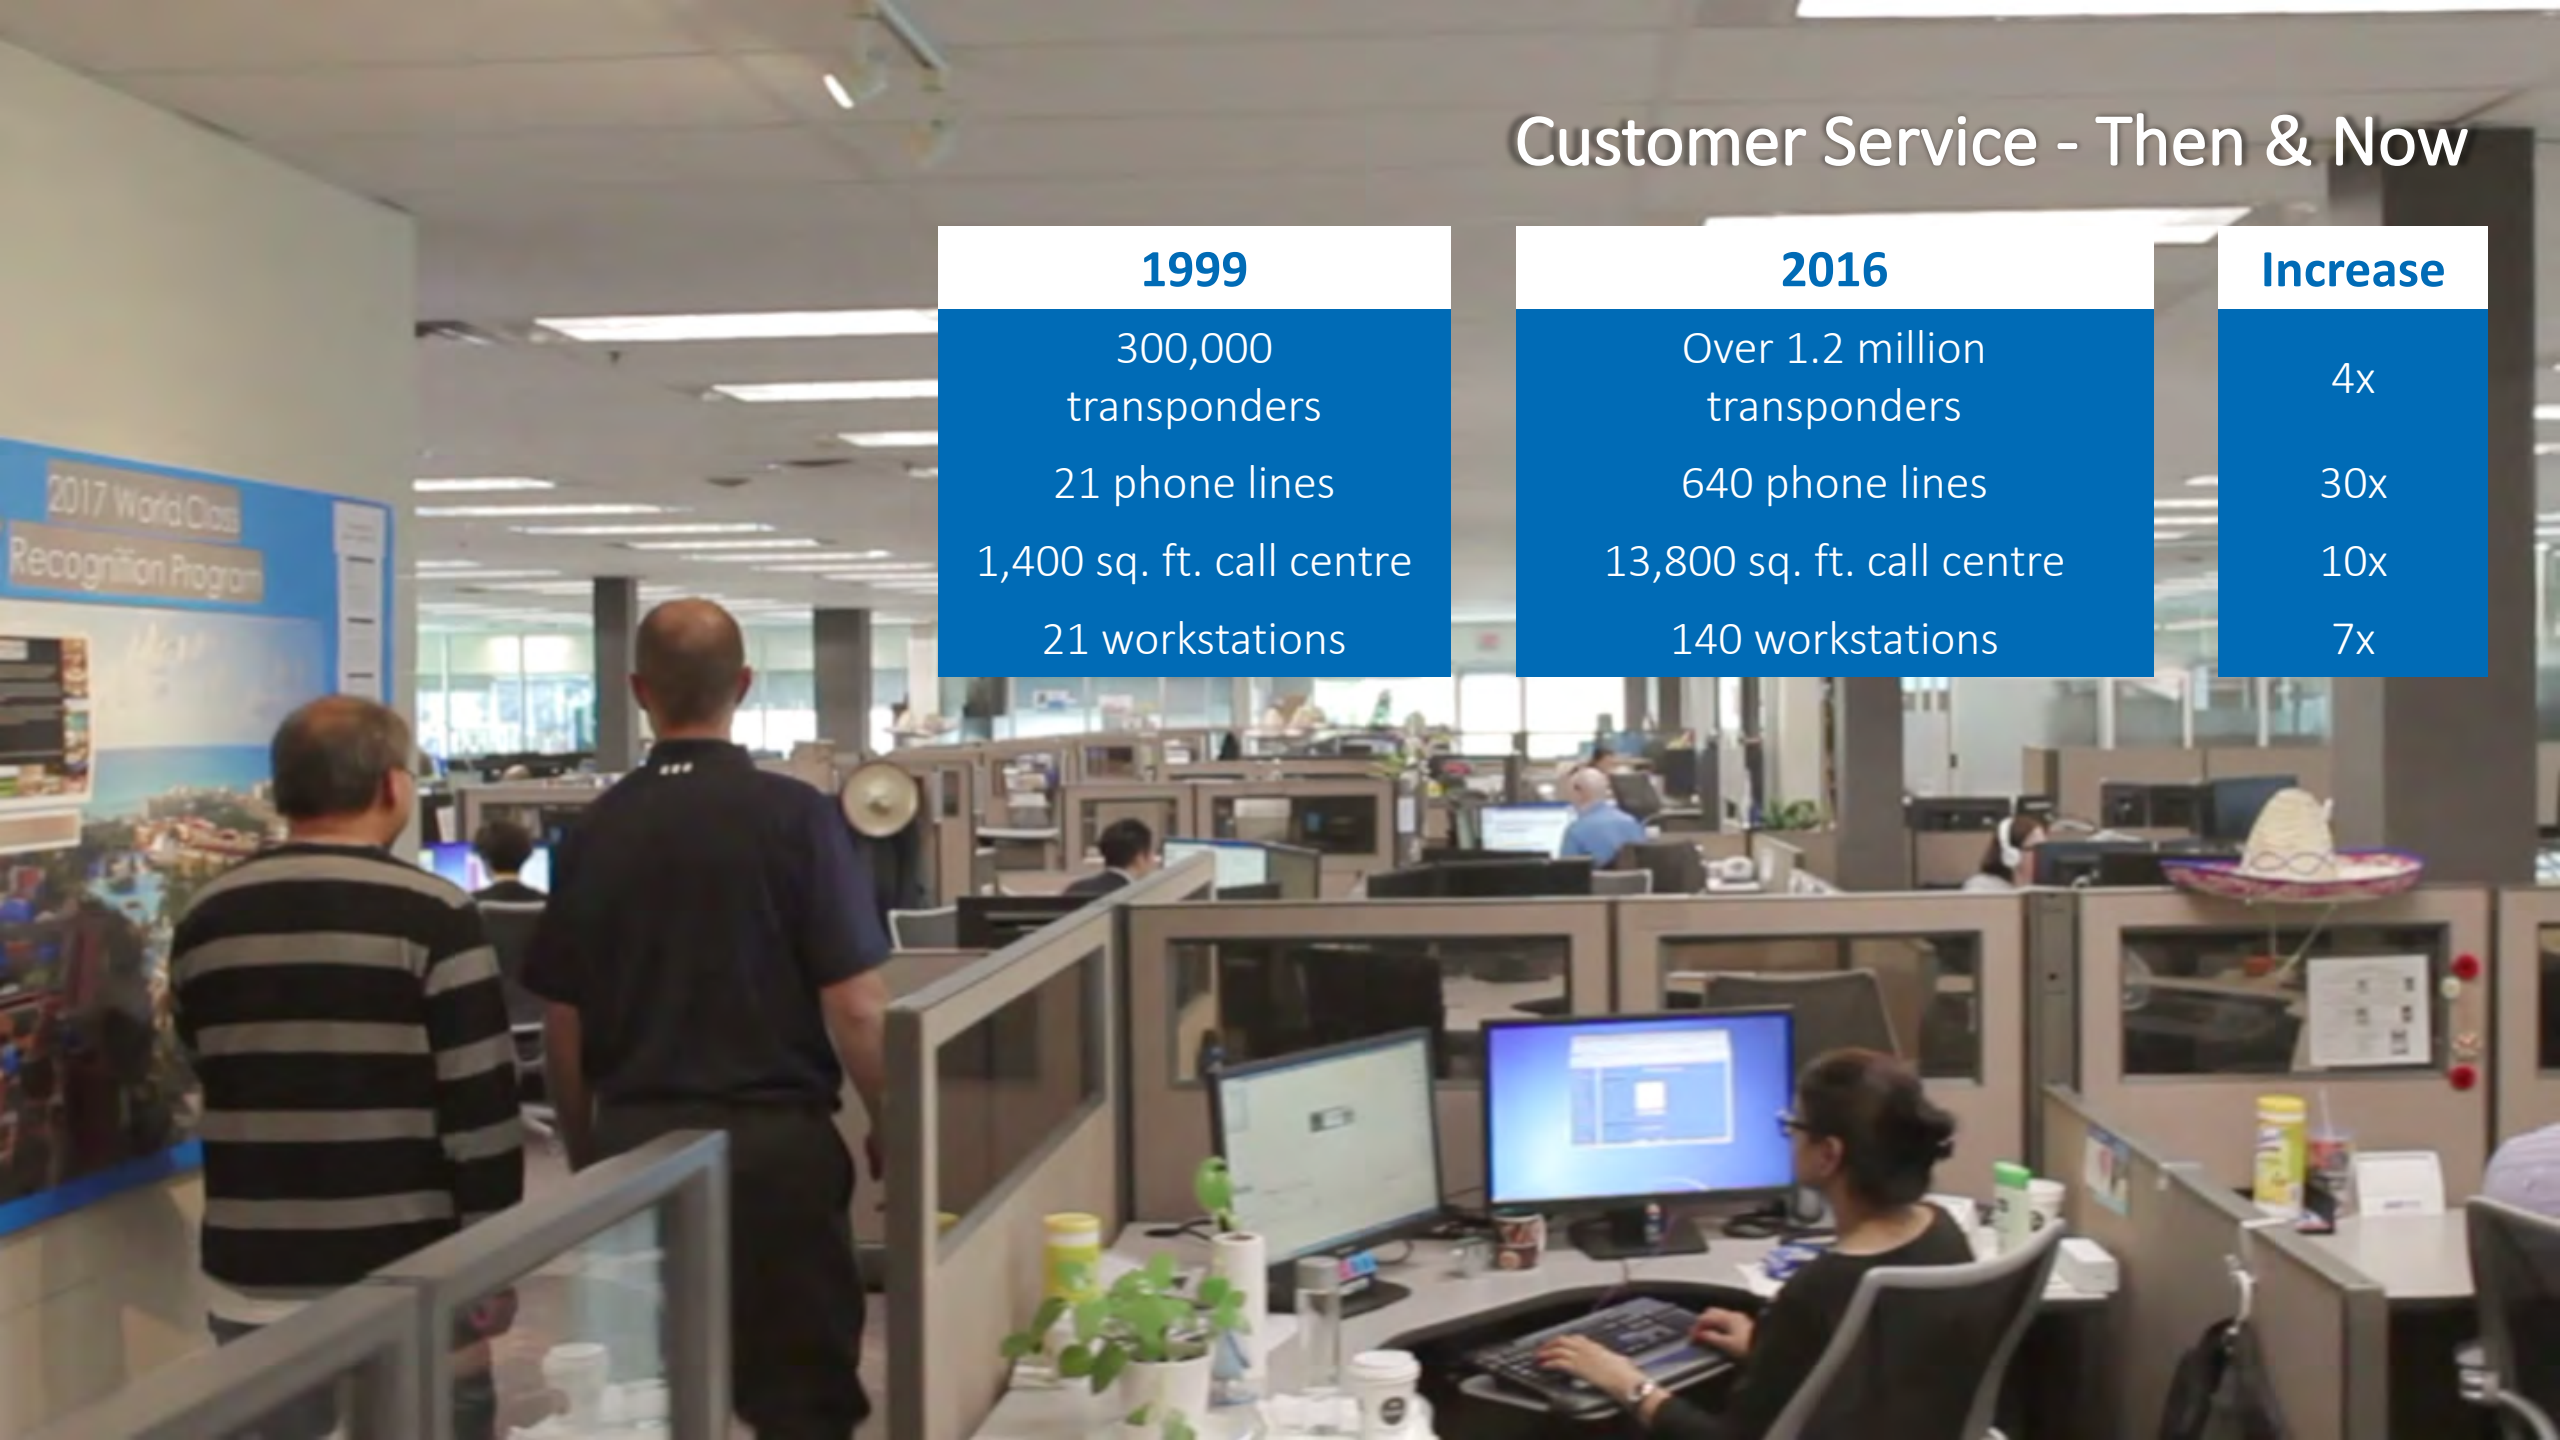 Customer Service - Then & Now
1999
2016
Increase
300,000
transponders
Over 1.2 million
transponders
4x
21 phone lines
640 phone lines
30x
1,400 sq. ft. call centre
13,800 sq. ft. call centre
10x
21 workstations
140 workstations
7x
2017 World Class
Recognition Program